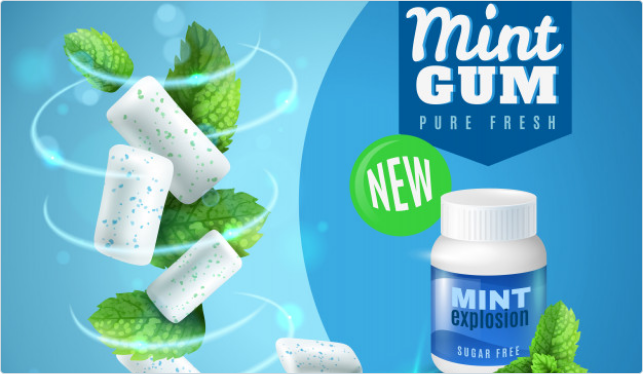 Mint
GUM
PURE FRESH
NEW
MINT
explosion
SUGAR FREE